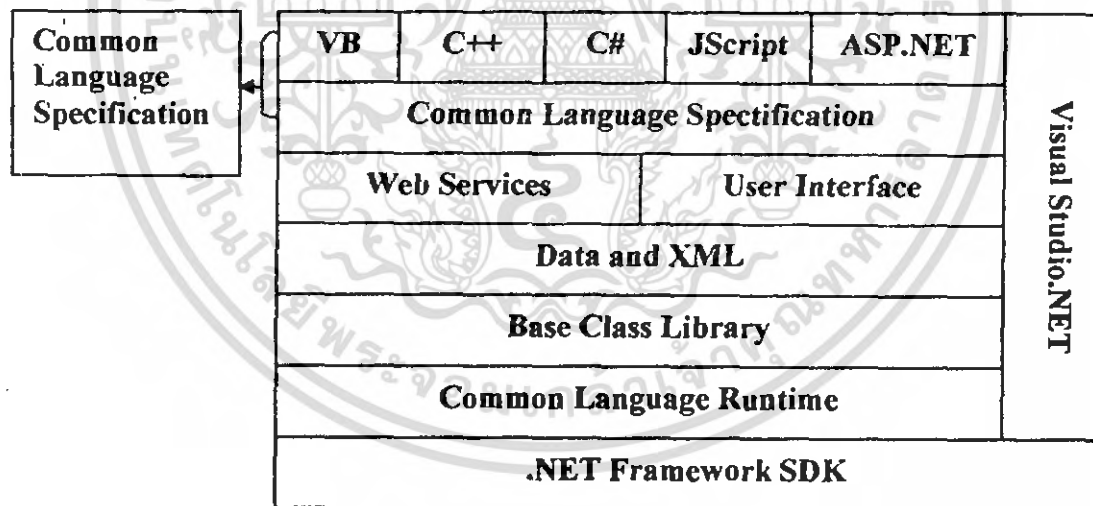 Common
Language
Specification
VB C++ C# JScript ASP.NET
Common Language Spectification
Web Services User Interface
Data and XML
Base Class Library
Common Language Runtime
.NET Framework SDK
Visual Studio.NET